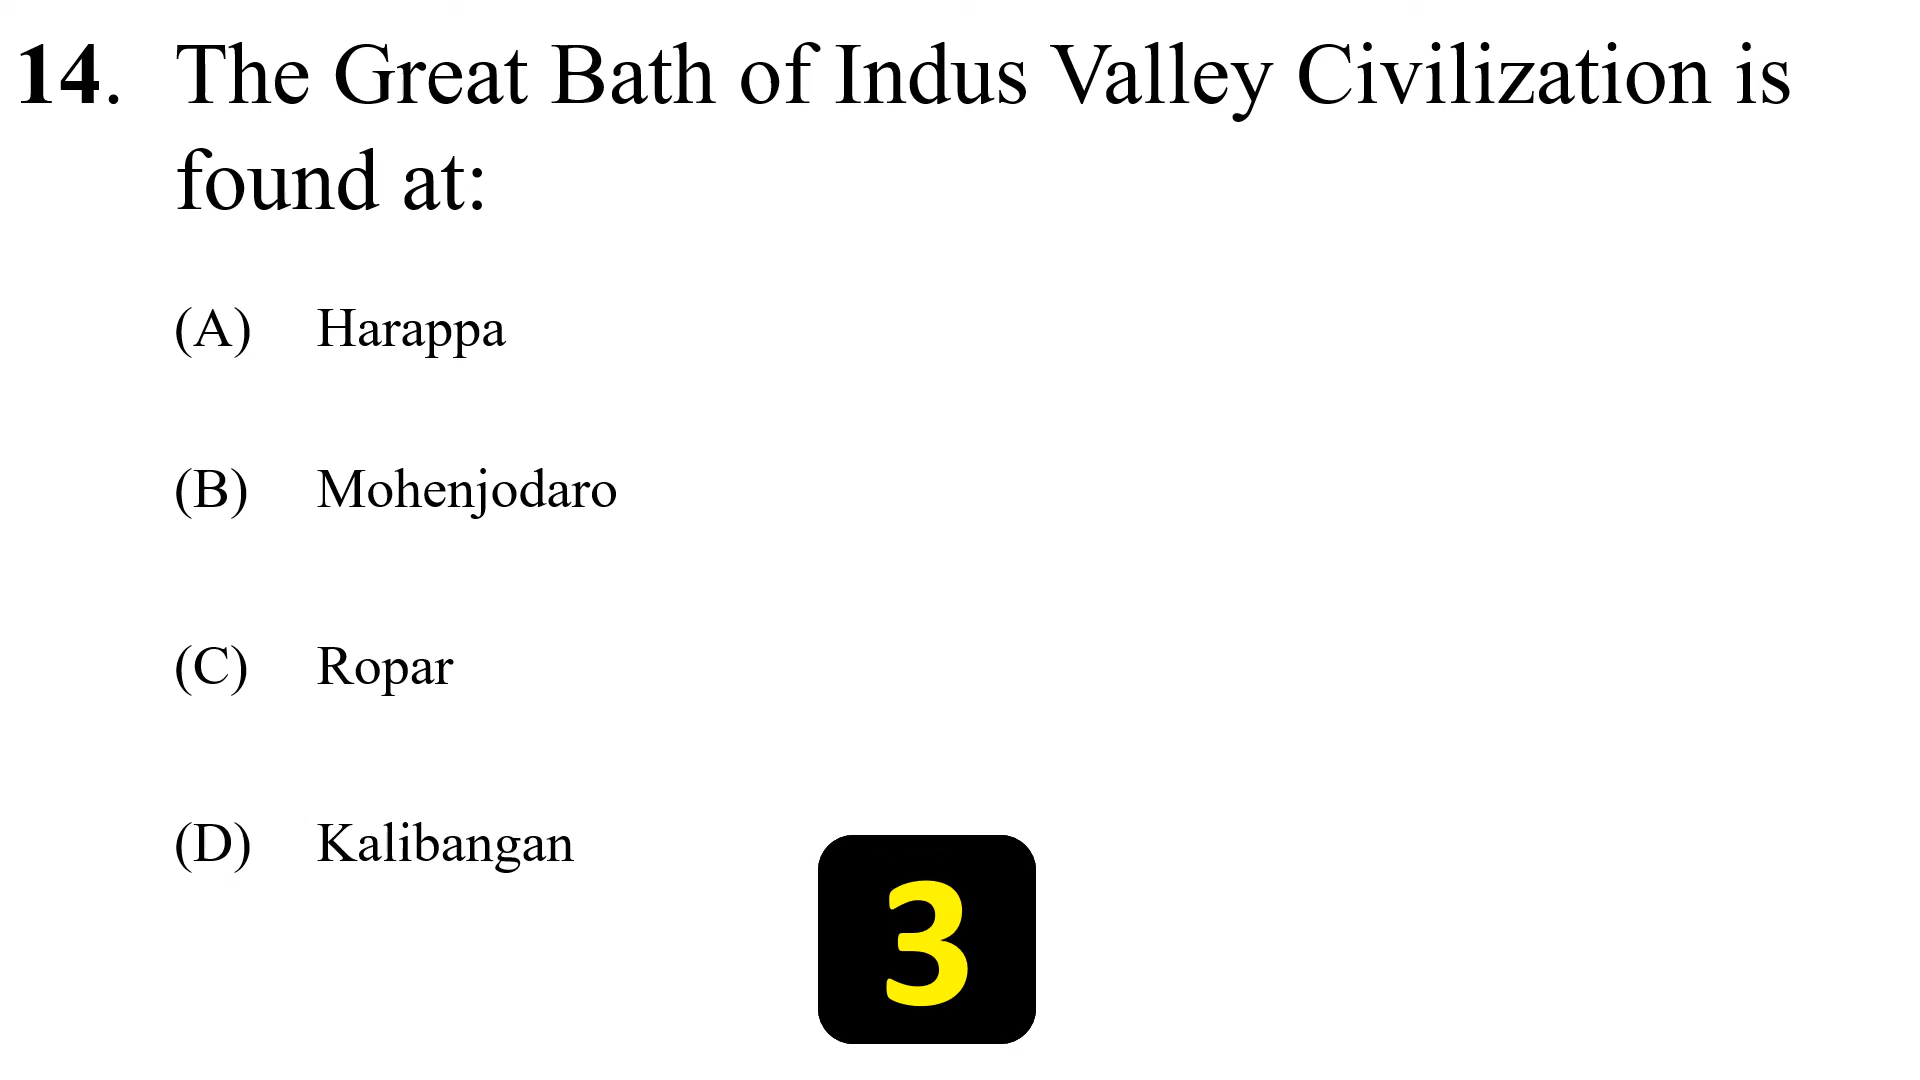 14. The Great Bath of Indus Valley Civilization is
found at:
(A) Harappa
(B) Mohenjodaro
(C) Ropar
(D) Kalibangan
3